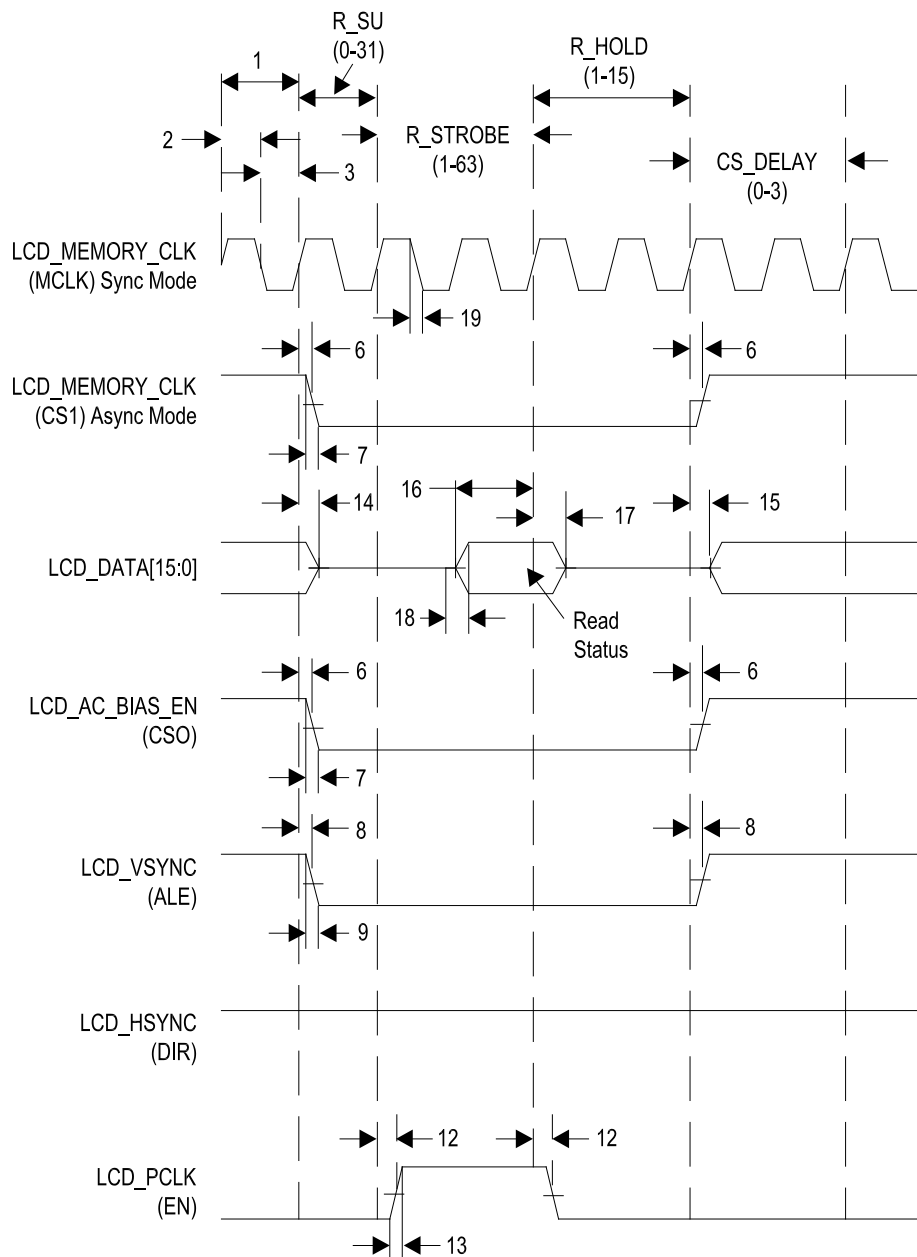 R_SU
(0-31)
R_HOLD
(1-15)
1
2
R_STROBE
(1-63)
3
CS_DELAY
(0-3)
LCD_MEMORY_CLK
(MCLK) Sync Mode
19
6
6
LCD_MEMORY_CLK
(CS1) Async Mode
7
16
14
17
15
LCD_DATA[15:0]
18
Read
Status
6
6
LCD_AC_BIAS_EN
(CSO)
7
8
8
LCD_VSYNC
(ALE)
9
LCD_HSYNC
(DIR)
12
12
LCD_PCLK
(EN)
13